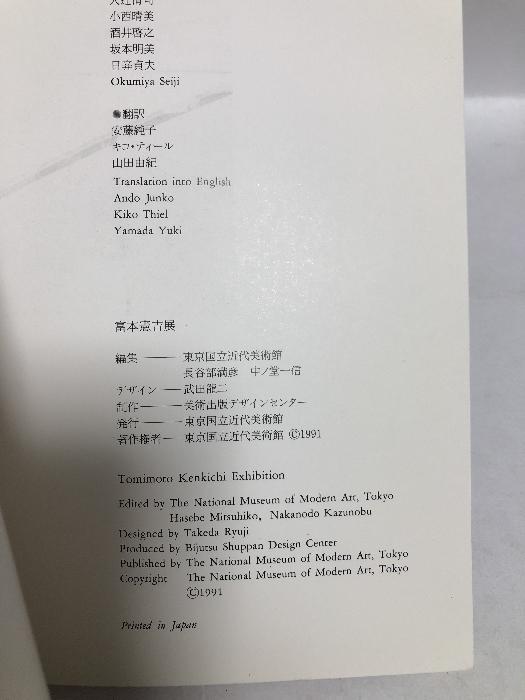 小西晴美
酒井啓之
坂本明美
日幸貞夫
Okumiya Seiji
●翻訳
安藤純子
キコ・ティール
山田由紀
Translation into English
Ando Junko
Kiko Thiel
Yamada Yuki
富本憲吉展
編集 —— 東京国立近代美術館
長谷部満彦 中ノ堂一信
デザイン —— 武田龍二
制作 —— 美術出版デザインセンター
発行 —— 東京国立近代美術館
著作権者 — 東京国立近代美術館 ©1991
Tomimoto Kenkichi Exhibition
Edited by The National Museum of Modern Art, Tokyo
Hasebe Mitsuhiko, Nakanodo Kazunobu
Designed by Takeda Ryuji
Produced by Bijutsu Shuppan Design Center
Published by The National Museum of Modern Art, Tokyo
Copyright The National Museum of Modern Art, Tokyo
©1991
Printed in Japan